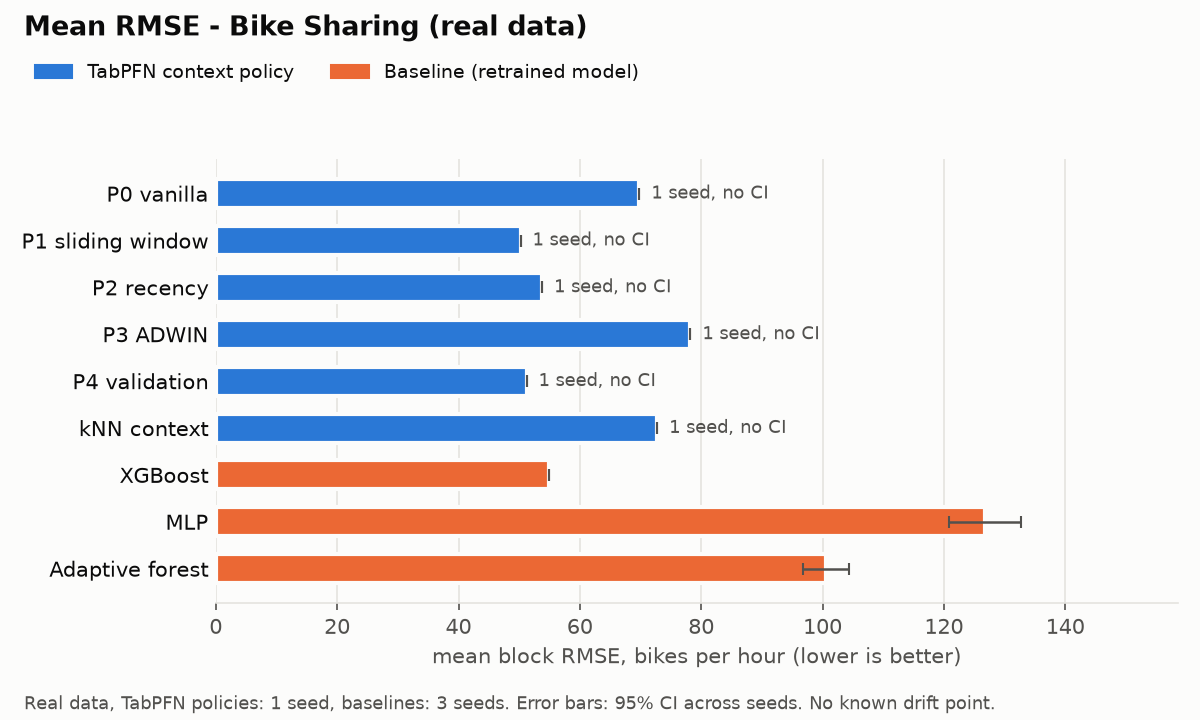 Mean RMSE - Bike Sharing (real data)
TabPFN context policy
Baseline (retrained model)
P0 vanilla
1 seed, no CI
P1 sliding window
1 seed, no CI
P2 recency
1 seed, no CI
P3 ADWIN
1 seed, no CI
P4 validation
1 seed, no CI
kNN context
1 seed, no CI
XGBoost
MLP
Adaptive forest
0 20 40 60 80 100 120 140
mean block RMSE, bikes per hour (lower is better)
Real data, TabPFN policies: 1 seed, baselines: 3 seeds. Error bars: 95% CI across seeds. No known drift point.